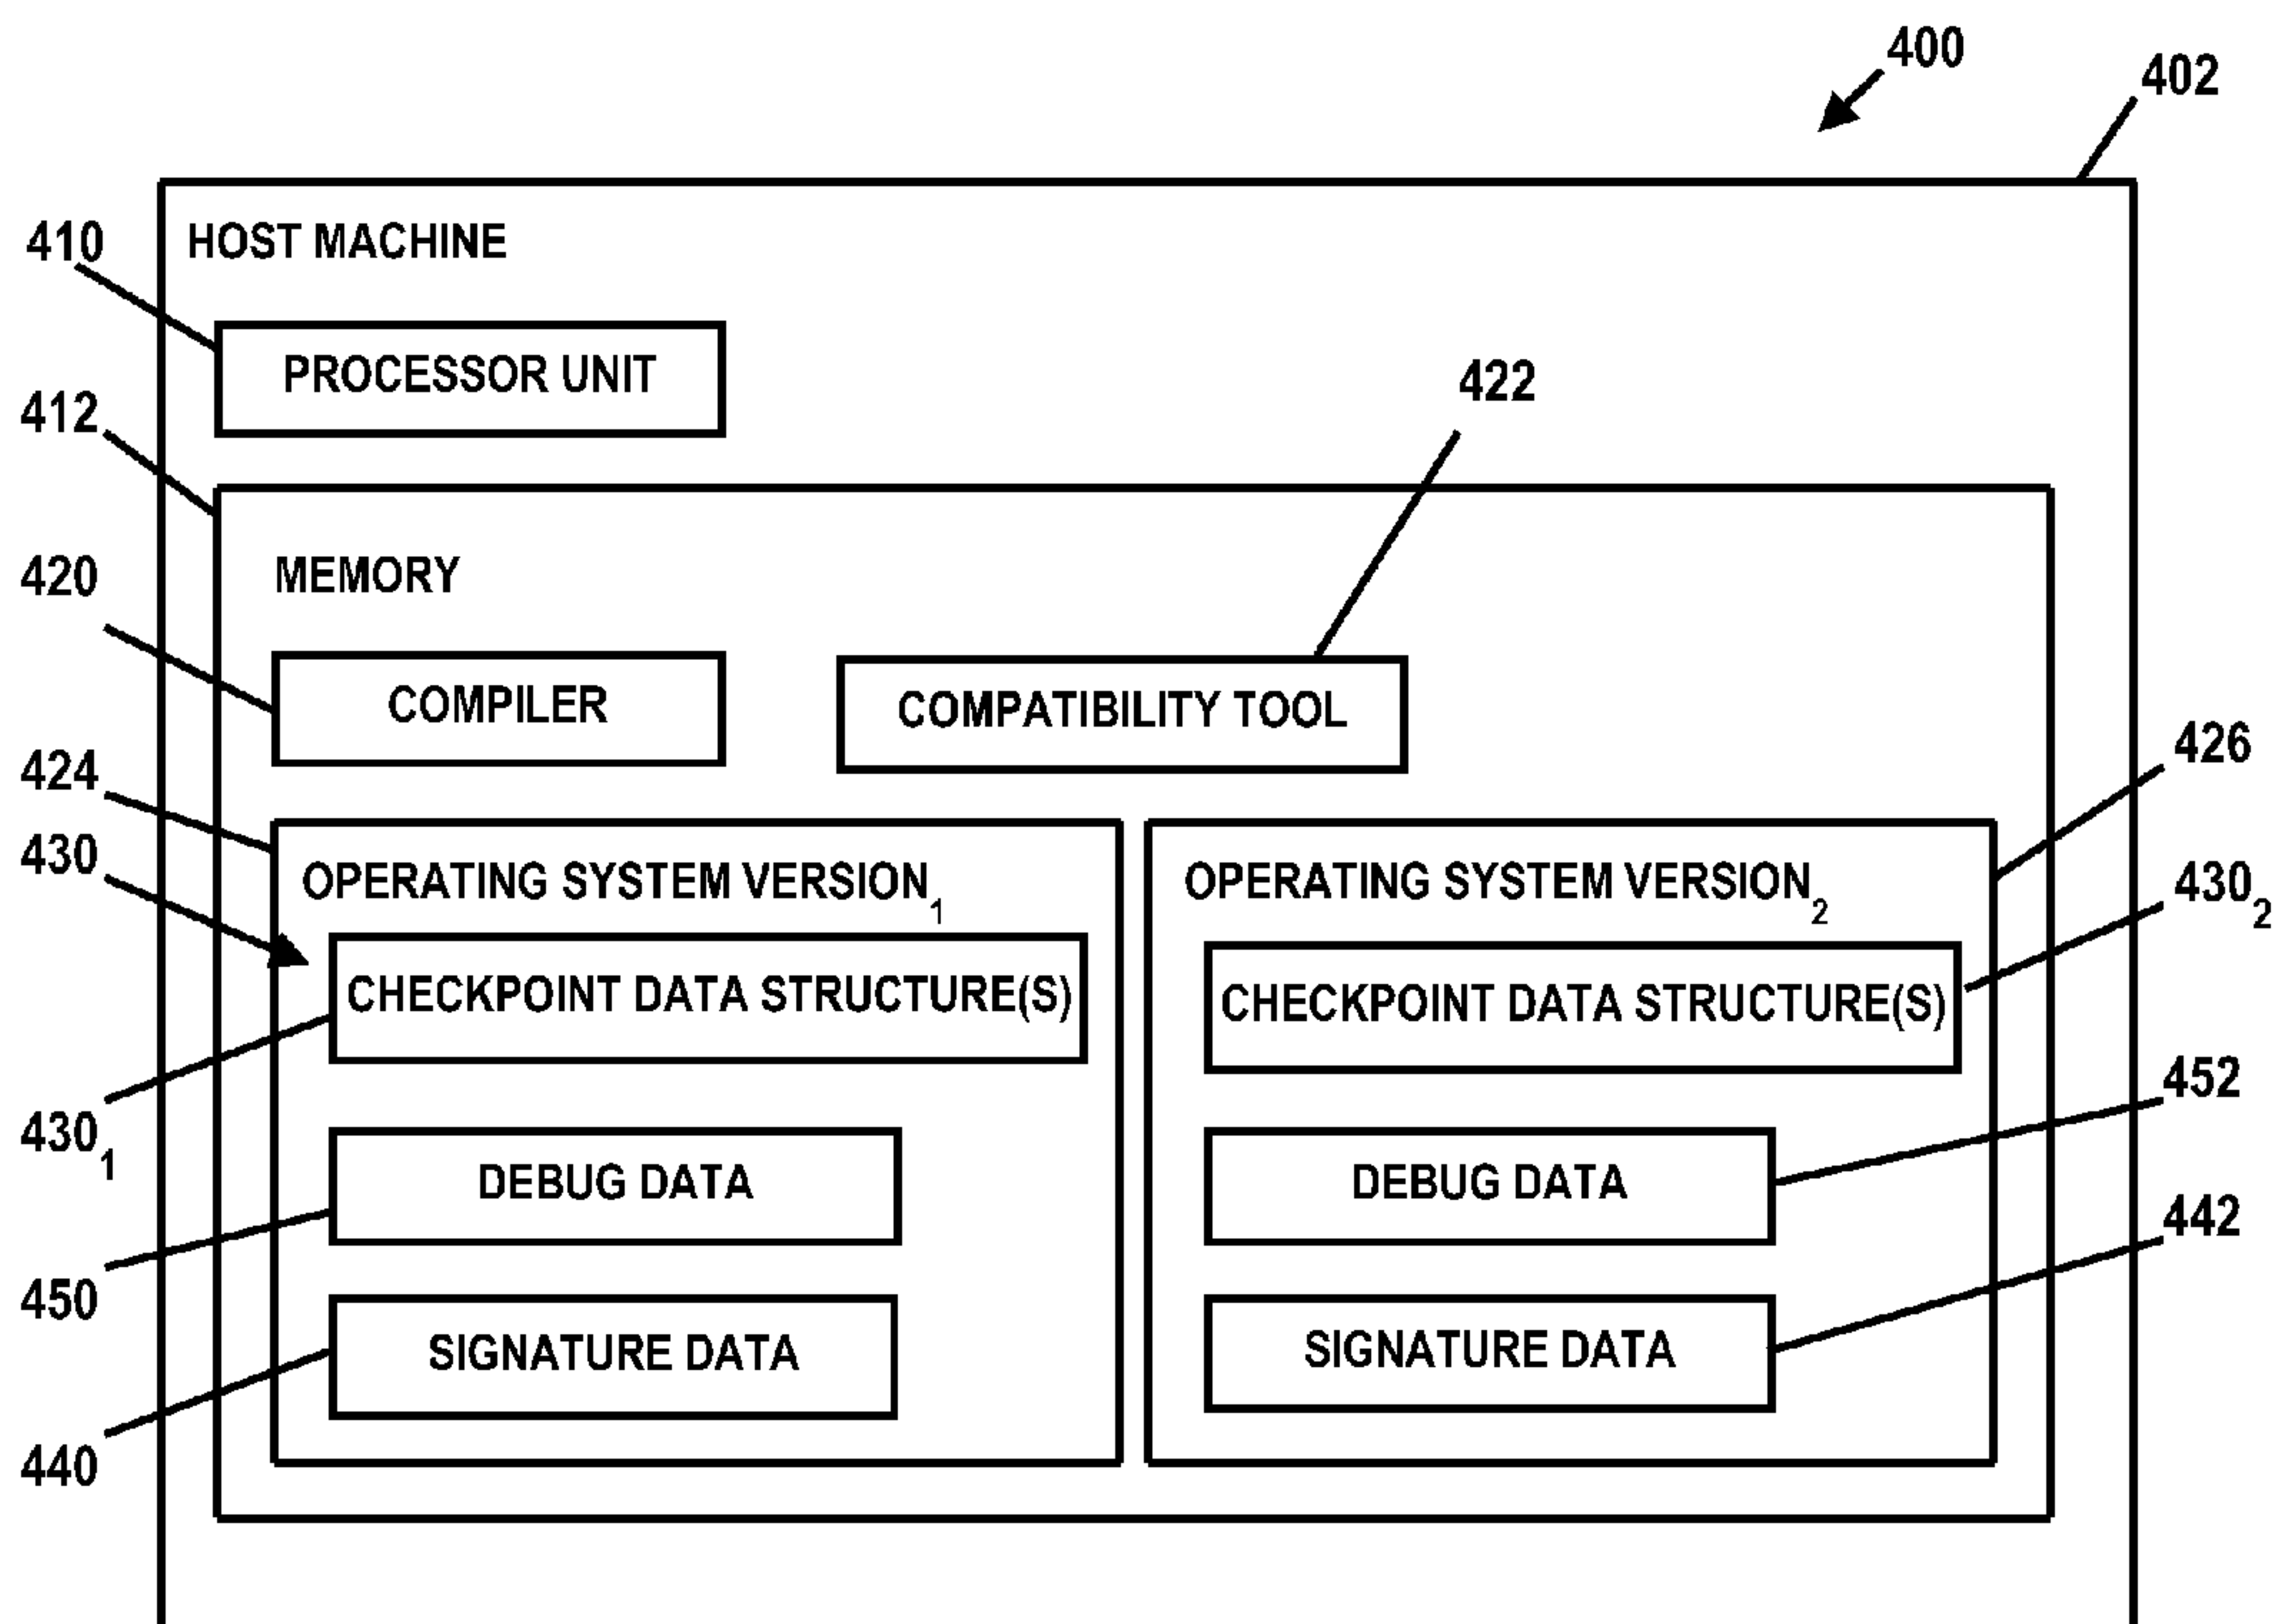 400
402
HOST MACHINE
410
PROCESSOR UNIT
412
422
MEMORY
420
COMPILER
COMPATIBILITY TOOL
424
426
430
OPERATING SYSTEM VERSION₁
OPERATING SYSTEM VERSION₂
430₂
CHECKPOINT DATA STRUCTURE(S)
CHECKPOINT DATA STRUCTURE(S)
430₁
452
DEBUG DATA
DEBUG DATA
442
450
SIGNATURE DATA
SIGNATURE DATA
440